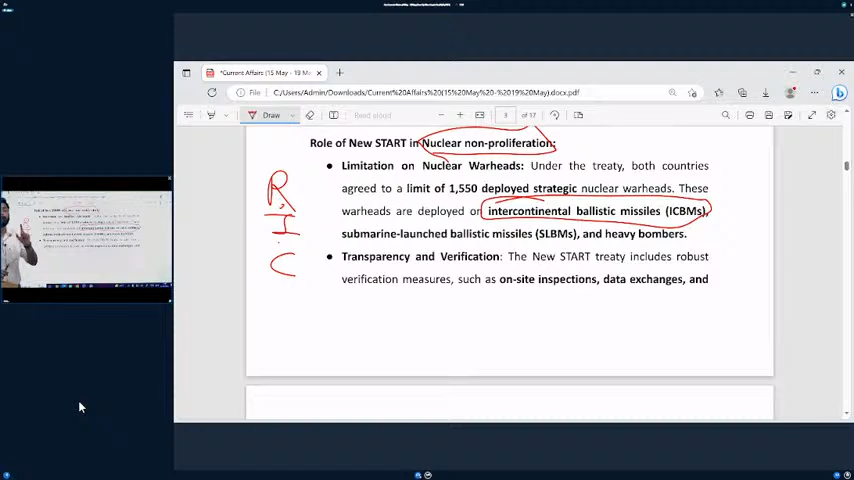 *Current Affairs (15 May - 19 M
File
C:/Users/Admin/Downloads/Current%20Affairs%20(15%20May%20-%2019%20May).docx.pdf
Draw
Read aloud
3 of 17
Role of New START in Nuclear non-proliferation:
● Limitation on Nuclear Warheads: Under the treaty, both countries
agreed to a limit of 1,550 deployed strategic nuclear warheads. These
warheads are deployed on intercontinental ballistic missiles (ICBMs),
submarine-launched ballistic missiles (SLBMs), and heavy bombers.
● Transparency and Verification: The New START treaty includes robust
verification measures, such as on-site inspections, data exchanges, and
R
I
C